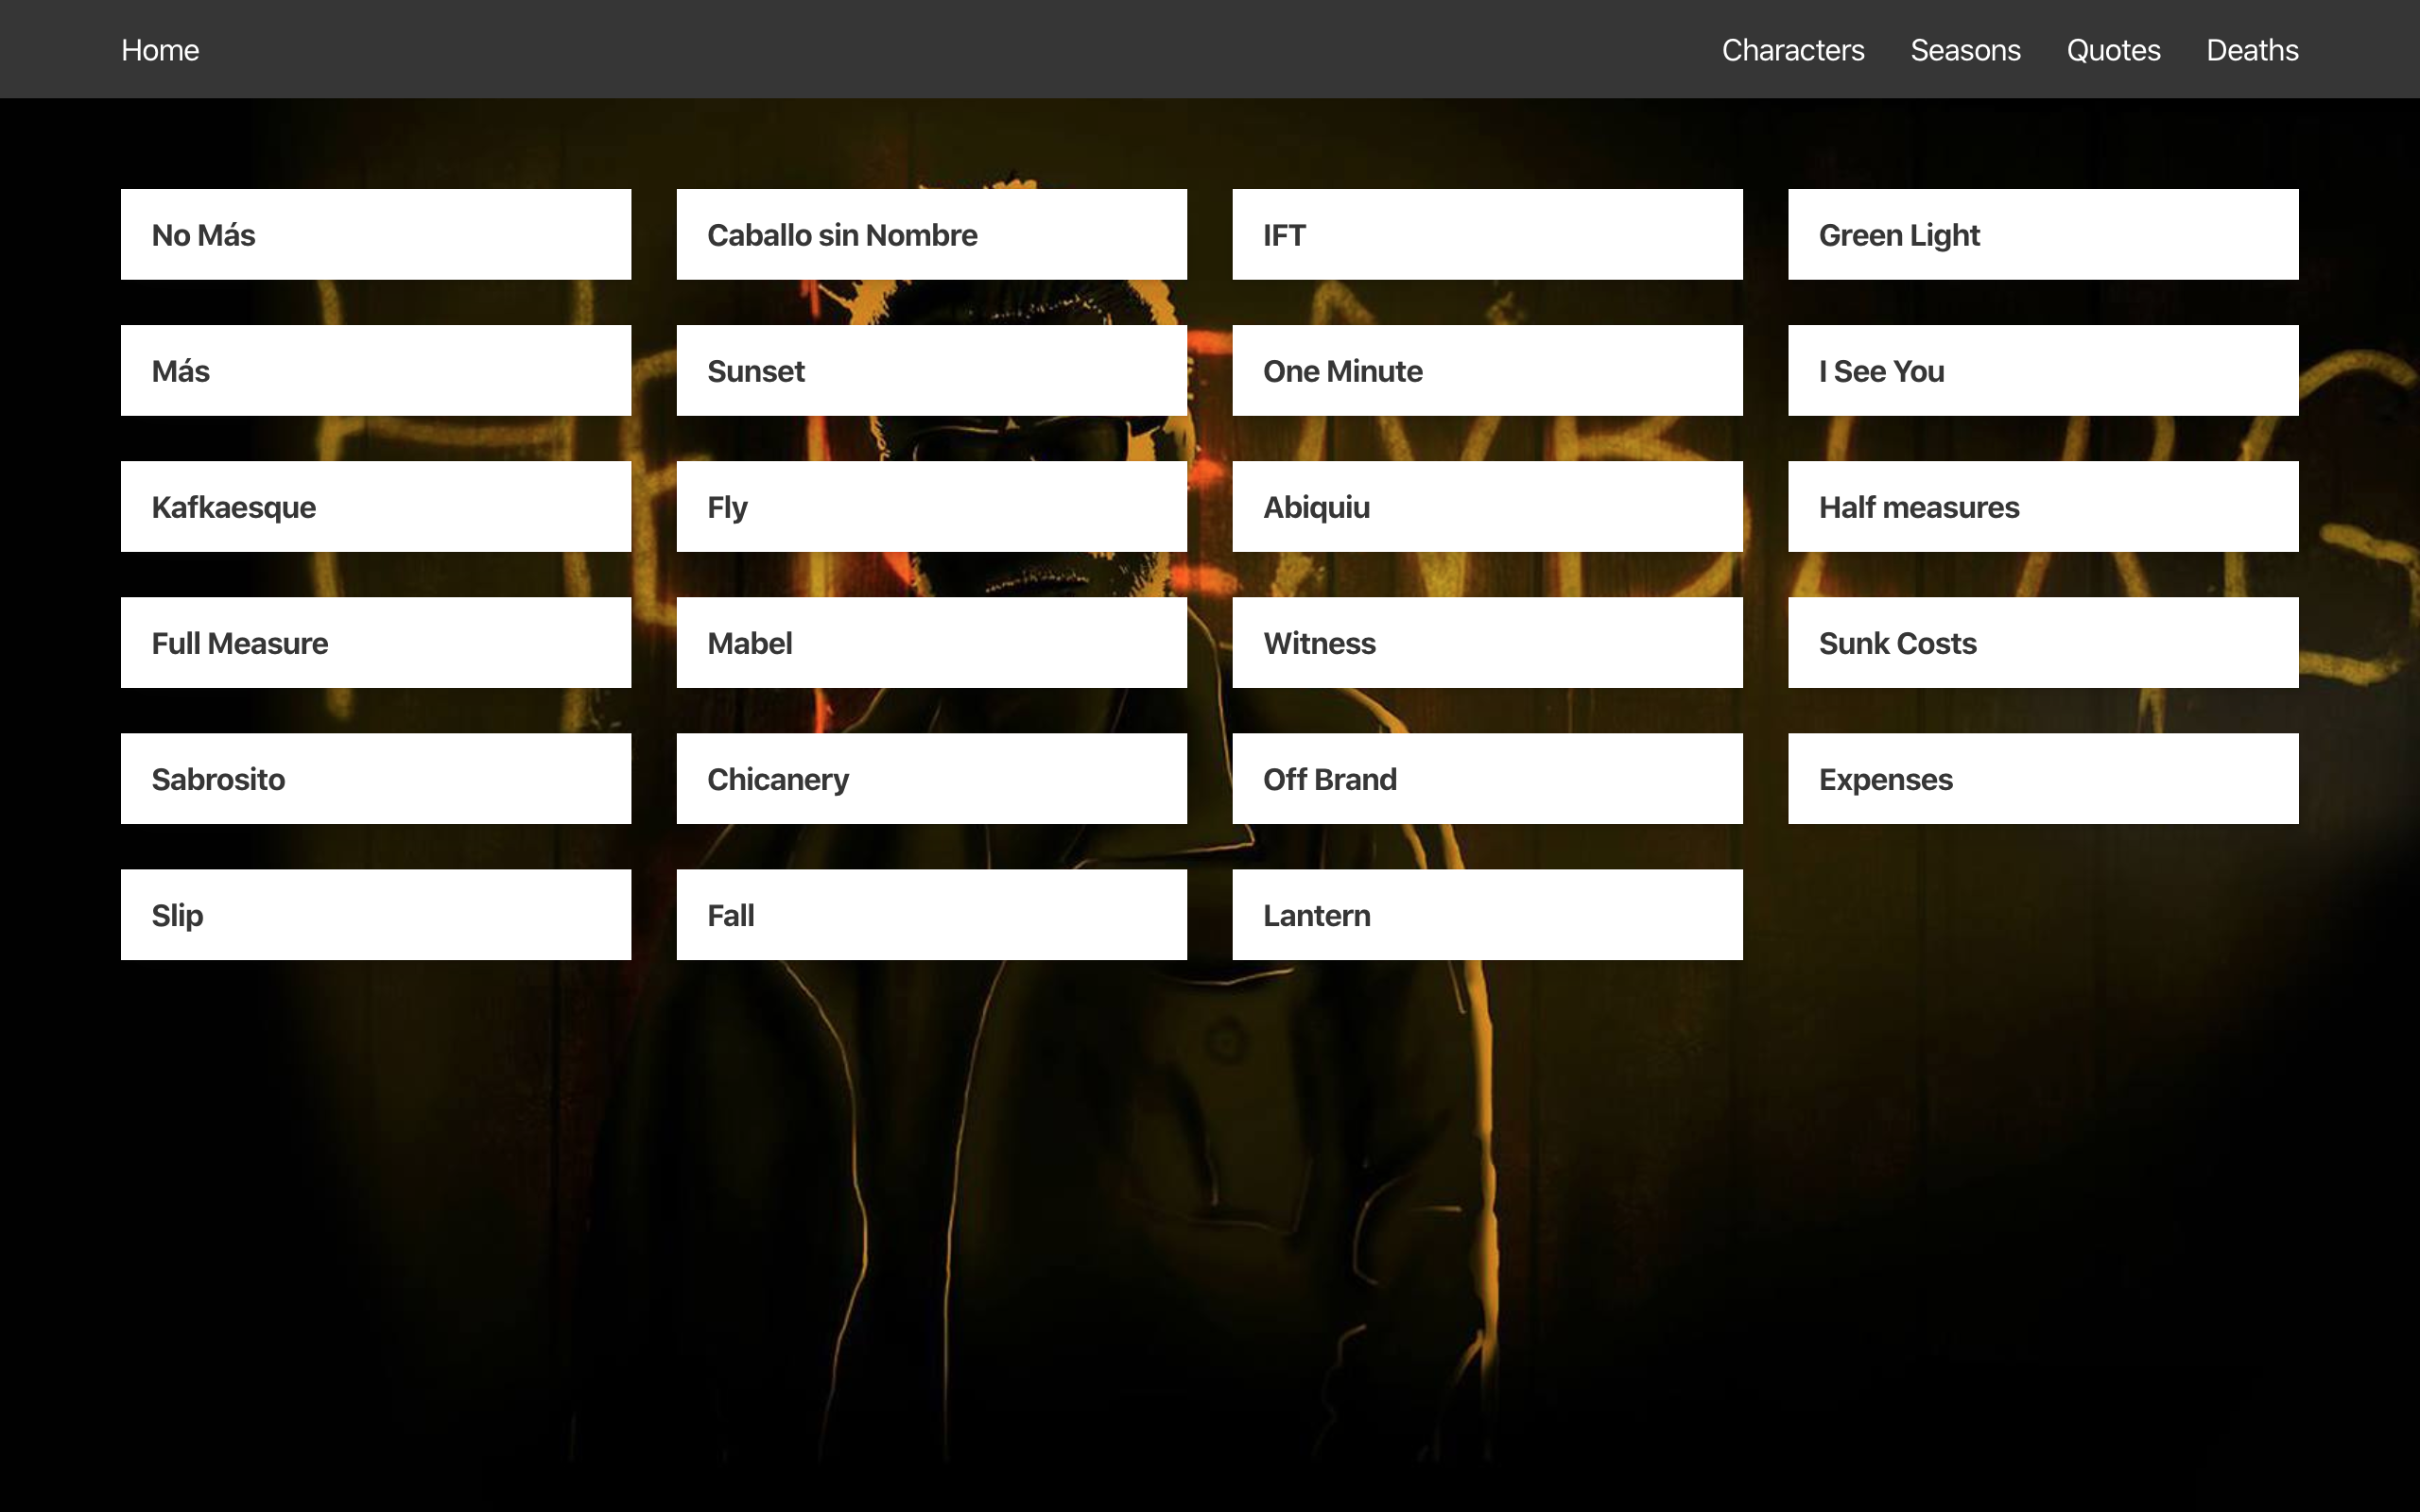 Home Characters Seasons Quotes Deaths
No Más Caballo sin Nombre IFT Green Light
Más Sunset One Minute I See You
Kafkaesque Fly Abiquiu Half measures
Full Measure Mabel Witness Sunk Costs
Sabrosito Chicanery Off Brand Expenses
Slip Fall Lantern